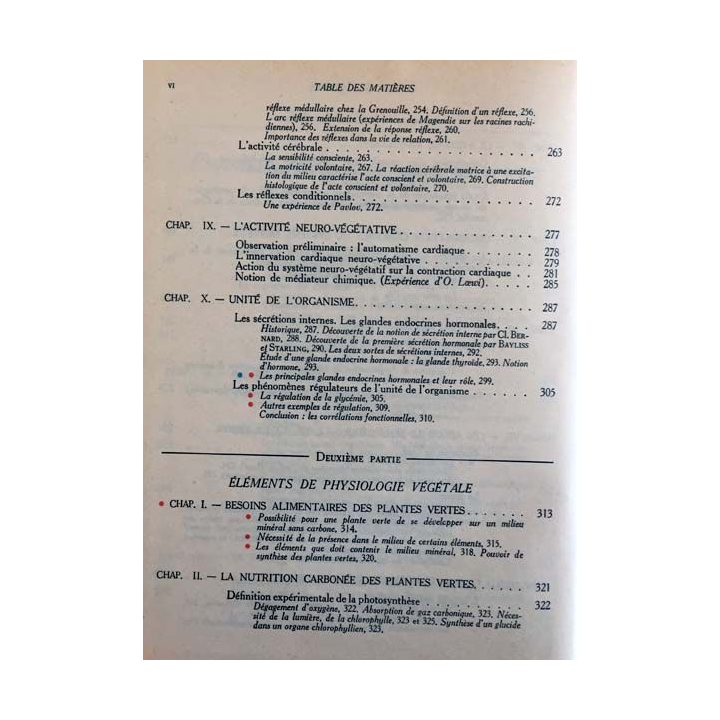 VI TABLE DES MATIÈRES
réflexe médullaire chez la Grenouille, 254. Définition d'un réflexe, 256.
L'arc réflexe médullaire (expériences de Magendie sur les racines rachi-
diennes), 256. Extension de la réponse réflexe, 260.
Importance des réflexes dans la vie de relation, 261.
L'activité cérébrale . . . . . . . . . . . . . . . . . . . . 263
La sensibilité consciente, 263.
La motricité volontaire, 267. La réaction cérébrale motrice à une excita-
tion du milieu caractérise l'acte conscient et volontaire, 269. Construction
histologique de l'acte conscient et volontaire, 270.
Les réflexes conditionnels. . . . . . . . . . . . . . . . . . 272
Une expérience de Pavlov, 272.
CHAP. IX. — L'ACTIVITÉ NEURO-VÉGÉTATIVE . . . . . . . . . . . . 277
Observation préliminaire : l'automatisme cardiaque . . . . . . . 278
L'innervation cardiaque neuro-végétative . . . . . . . . . . . 279
Action du système neuro-végétatif sur la contraction cardiaque . . 281
Notion de médiateur chimique. (Expérience d'O. Lœwi). . . . . . 285
CHAP. X. — UNITÉ DE L'ORGANISME. . . . . . . . . . . . . . . . 287
Les sécrétions internes. Les glandes endocrines hormonales. . . . 287
Historique, 287. Découverte de la notion de sécrétion interne par CL. BER-
NARD, 288. Découverte de la première sécrétion hormonale par BAYLISS
et STARLING, 290. Les deux sortes de sécrétions internes, 292.
Étude d'une glande endocrine hormonale : la glande thyroïde, 293. Notion
d'hormone, 293.
Les principales glandes endocrines hormonales et leur rôle, 299.
Les phénomènes régulateurs de l'unité de l'organisme . . . . . . 305
La régulation de la glycémie, 305.
Autres exemples de régulation, 309.
Conclusion : les corrélations fonctionnelles, 310.
DEUXIÈME PARTIE
ÉLÉMENTS DE PHYSIOLOGIE VÉGÉTALE
CHAP. I. — BESOINS ALIMENTAIRES DES PLANTES VERTES. . . . . . . 313
Possibilité pour une plante verte de se développer sur un milieu
minéral sans carbone, 314.
Nécessité de la présence dans le milieu de certains éléments, 315.
Les éléments que doit contenir le milieu minéral, 318. Pouvoir de
synthèse des plantes vertes, 320.
CHAP. II. — LA NUTRITION CARBONÉE DES PLANTES VERTES. . . . . . 321
Définition expérimentale de la photosynthèse . . . . . . . . . . 322
Dégagement d'oxygène, 322. Absorption de gaz carbonique, 323. Néces-
sité de la lumière, de la chlorophylle, 323 et 325. Synthèse d'un glucide
dans un organe chlorophyllien, 323.